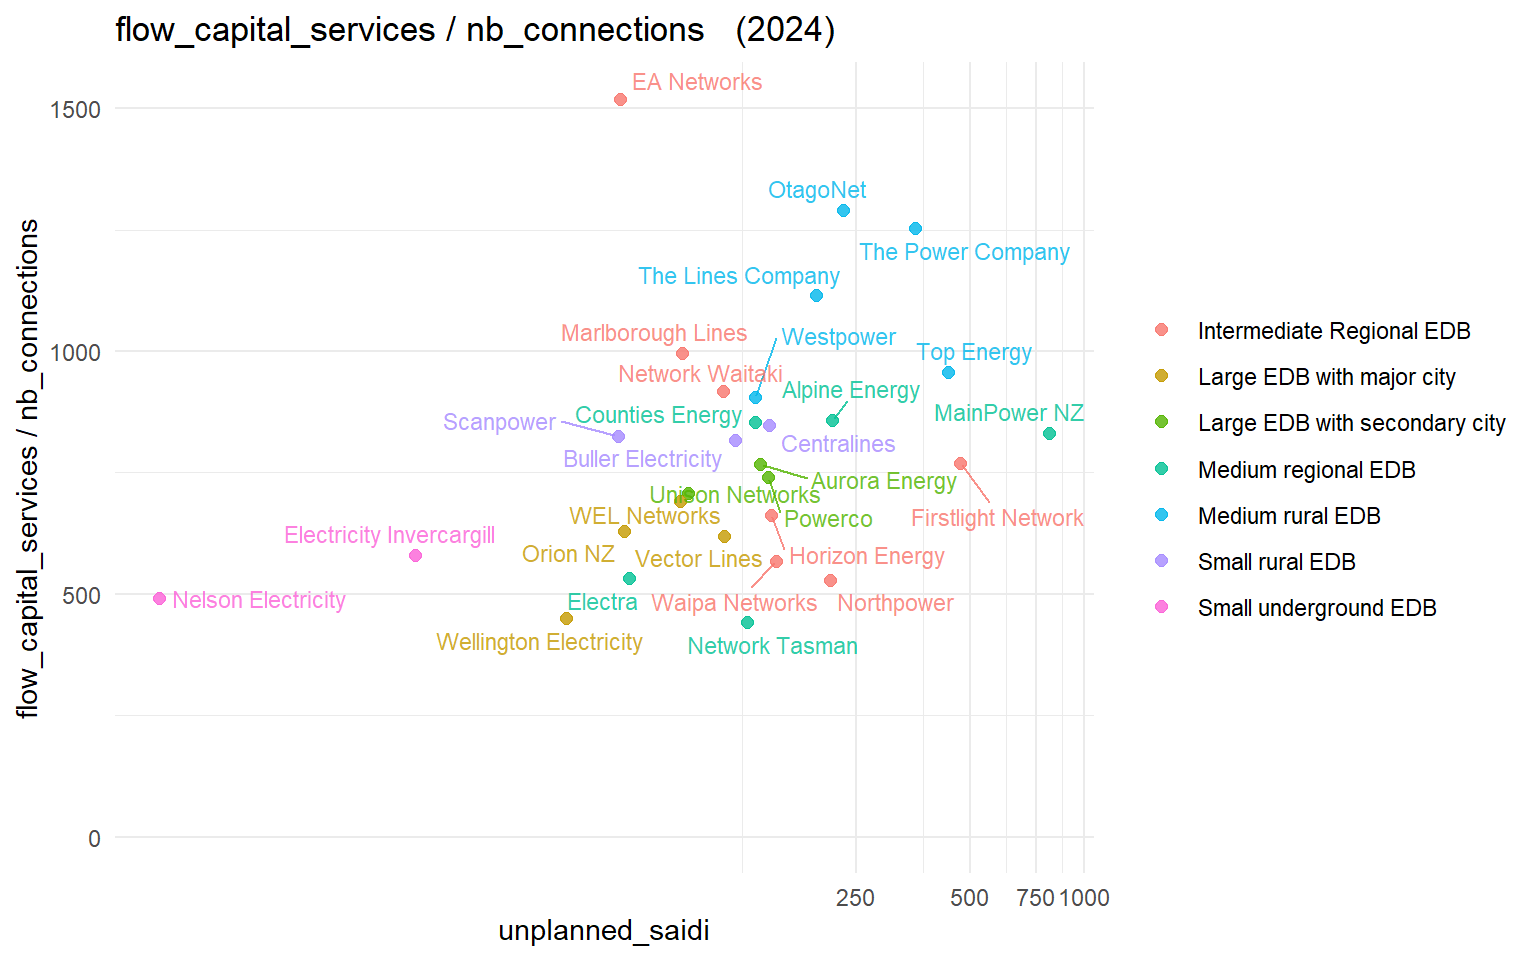 flow_capital_services / nb_connections (2024)
flow_capital_services / nb_connections
1500
1000
500
0
EA Networks
OtagoNet
The Power Company
The Lines Company
Marlborough Lines
Westpower
Top Energy
Network Waitaki
Alpine Energy
Counties Energy
MainPower NZ
Scanpower
Centralines
Buller Electricity
Aurora Energy
Unison Networks
WEL Networks
Powerco
Firstlight Network
Electricity Invercargill
Orion NZ
Vector Lines
Horizon Energy
Nelson Electricity
Electra
Waipa Networks
Northpower
Wellington Electricity
Network Tasman
250
500
750
1000
unplanned_saidi
Intermediate Regional EDB
Large EDB with major city
Large EDB with secondary city
Medium regional EDB
Medium rural EDB
Small rural EDB
Small underground EDB